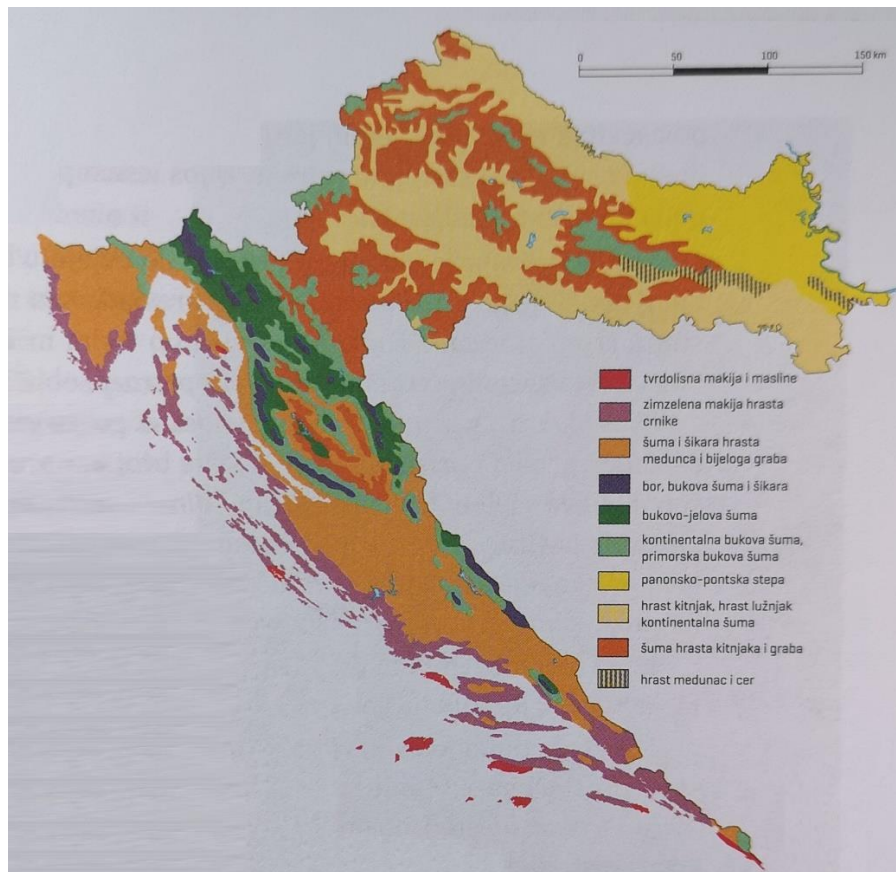 0 50 100 150 km
tvrdolisna makija i masline
zimzelena makija hrasta
crnike
šuma i šikara hrasta
medunca i bijeloga graba
bor, bukova šuma i šikara
bukovo-jelova šuma
kontinentalna bukova šuma,
primorska bukova šuma
panonsko-pontska stepa
hrast kitnjak, hrast lužnjak
kontinentalna šuma
šuma hrasta kitnjaka i graba
hrast medunac i cer